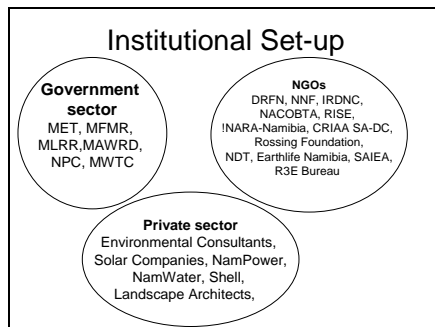 Institutional Set-up
Government
sector
MET, MFMR,
MLRR,MAWRD,
NPC, MWTC
NGOs
DRFN, NNF, IRDNC,
NACOBTA, RISE,
!NARA-Namibia, CRIAA SA-DC,
Rossing Foundation,
NDT, Earthlife Namibia, SAIEA,
R3E Bureau
Private sector
Environmental Consultants,
Solar Companies, NamPower,
NamWater, Shell,
Landscape Architects,